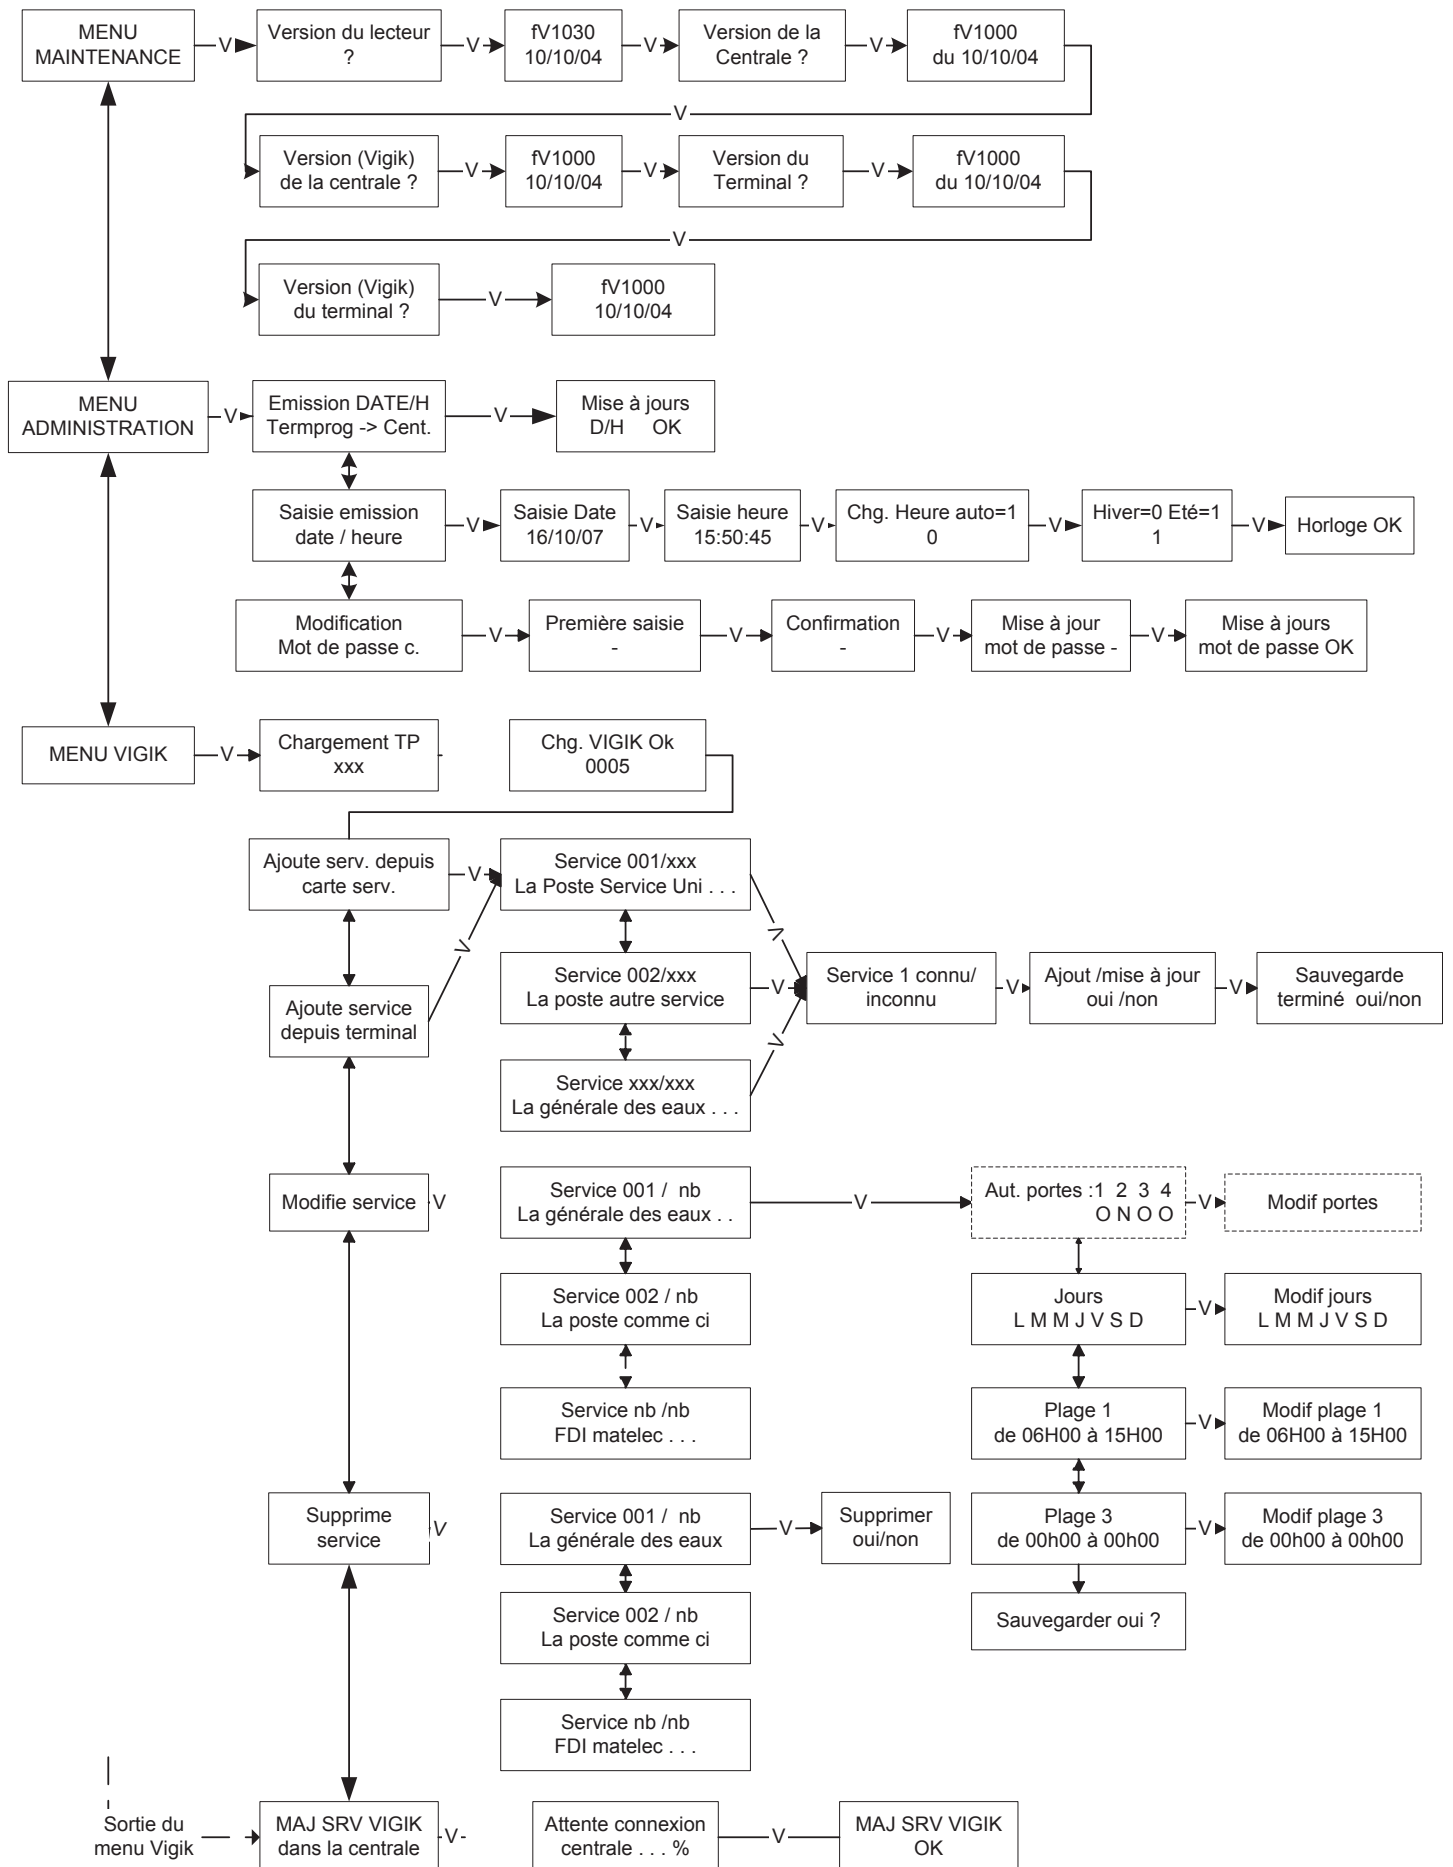 MENU
MAINTENANCE
V
Version du lecteur
?
V
fV1030
10/10/04
V
Version de la
Centrale ?
V
fV1000
du 10/10/04
V
Version (Vigik)
de la centrale ?
V
fV1000
10/10/04
V
Version du
Terminal ?
V
fV1000
du 10/10/04
V
Version (Vigik)
du terminal ?
V
fV1000
10/10/04
MENU
ADMINISTRATION
V
Emission DATE/H
Termprog -> Cent.
V
Mise à jours
D/H OK
Saisie emission
date / heure
V
Saisie Date
16/10/07
V
Saisie heure
15:50:45
V
Chg. Heure auto=1
0
V
Hiver=0 Eté=1
1
V
Horloge OK
Modification
Mot de passe c.
V
Première saisie
-
V
Confirmation
-
V
Mise à jour
mot de passe -
V
Mise à jours
mot de passe OK
MENU VIGIK
V
Chargement TP
xxx
Chg. VIGIK Ok
0005
Ajoute serv. depuis
carte serv.
V
Service 001/xxx
La Poste Service Uni . . .
V
V
Ajoute service
depuis terminal
Service 002/xxx
La poste autre service
V
Service 1 connu/
inconnu
V
Ajout /mise à jour
oui /non
V
Sauvegarde
terminé oui/non
V
Service xxx/xxx
La générale des eaux . . .
Modifie service
V
Service 001 / nb
La générale des eaux . .
V
Aut. portes :1 2 3 4
O N O O
V
Modif portes
Service 002 / nb
La poste comme ci
Jours
L M M J V S D
V
Modif jours
L M M J V S D
Service nb /nb
FDI matelec . . .
Plage 1
de 06H00 à 15H00
V
Modif plage 1
de 06H00 à 15H00
Supprime
service
V
Service 001 / nb
La générale des eaux
V
Supprimer
oui/non
Plage 3
de 00h00 à 00h00
V
Modif plage 3
de 00h00 à 00h00
Service 002 / nb
La poste comme ci
Sauvegarder oui ?
Service nb /nb
FDI matelec . . .
Sortie du
menu Vigik
MAJ SRV VIGIK
dans la centrale
V
Attente connexion
centrale . . . %
V
MAJ SRV VIGIK
OK